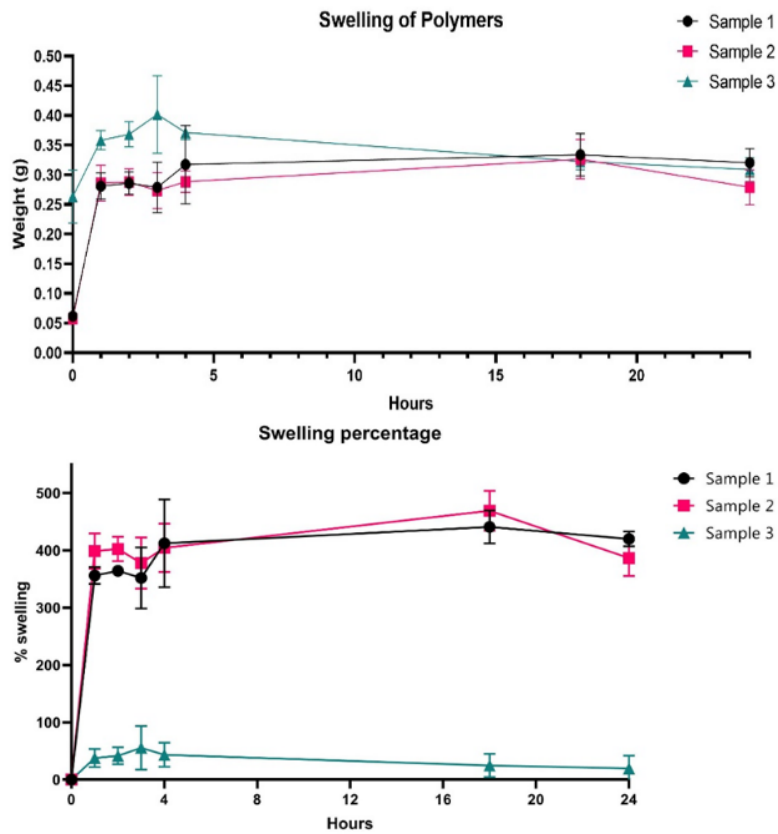 Swelling of Polymers
Sample 1
Sample 2
Sample 3
0.50
0.45
0.40
0.35
0.30
0.25
0.20
0.15
0.10
0.05
0.00
Weight (g)
0 5 10 15 20
Hours
Swelling percentage
Sample 1
Sample 2
Sample 3
500
400
300
200
100
0
% swelling
0 4 8 12 16 20 24
Hours